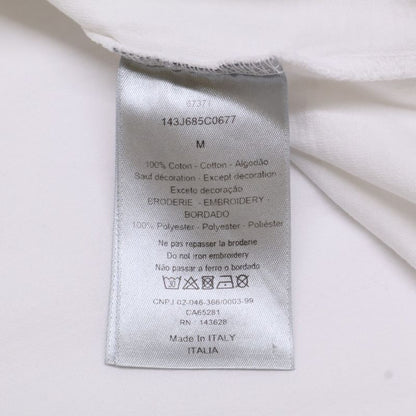 67371
143J685C0677
M
100% Coton - Cotton - Algodão
Sauf décoration - Except decoration
Exceto decoração
BRODERIE - EMBROIDERY -
BORDADO
100% Polyester - Polyester - Poliéster
Ne pas repasser la broderie
Do not iron embroidery
Não passar a ferro o bordado
CNPJ 02-046-366/0003-99
CA65281
RN : 143628
Made In ITALY
ITALIA